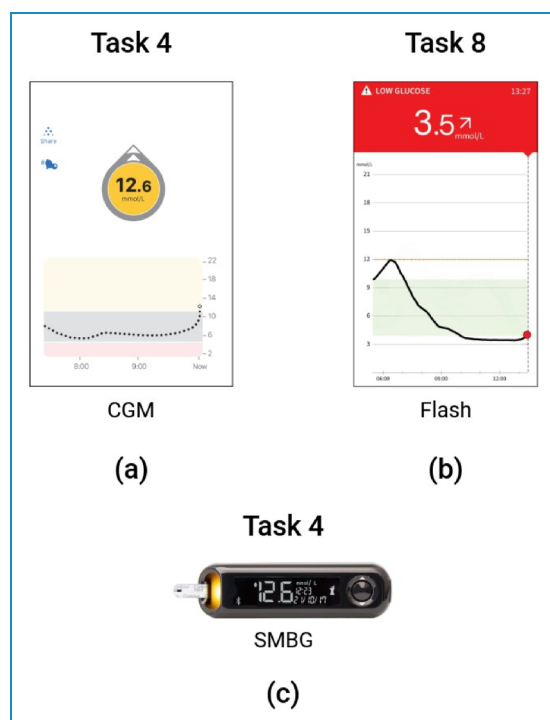 Task 4
Share
12.6
mmol/L
22
18
14
10
6
2
8:00
9:00
Now
CGM
(a)
Task 8
LOW GLUCOSE
13:27
3.5
mmol/L
mmol/L
21
18
15
12
9
6
3
06:00
09:00
12:00
Flash
(b)
Task 4
12.6
mmol/L
12:23
SMBG
(c)